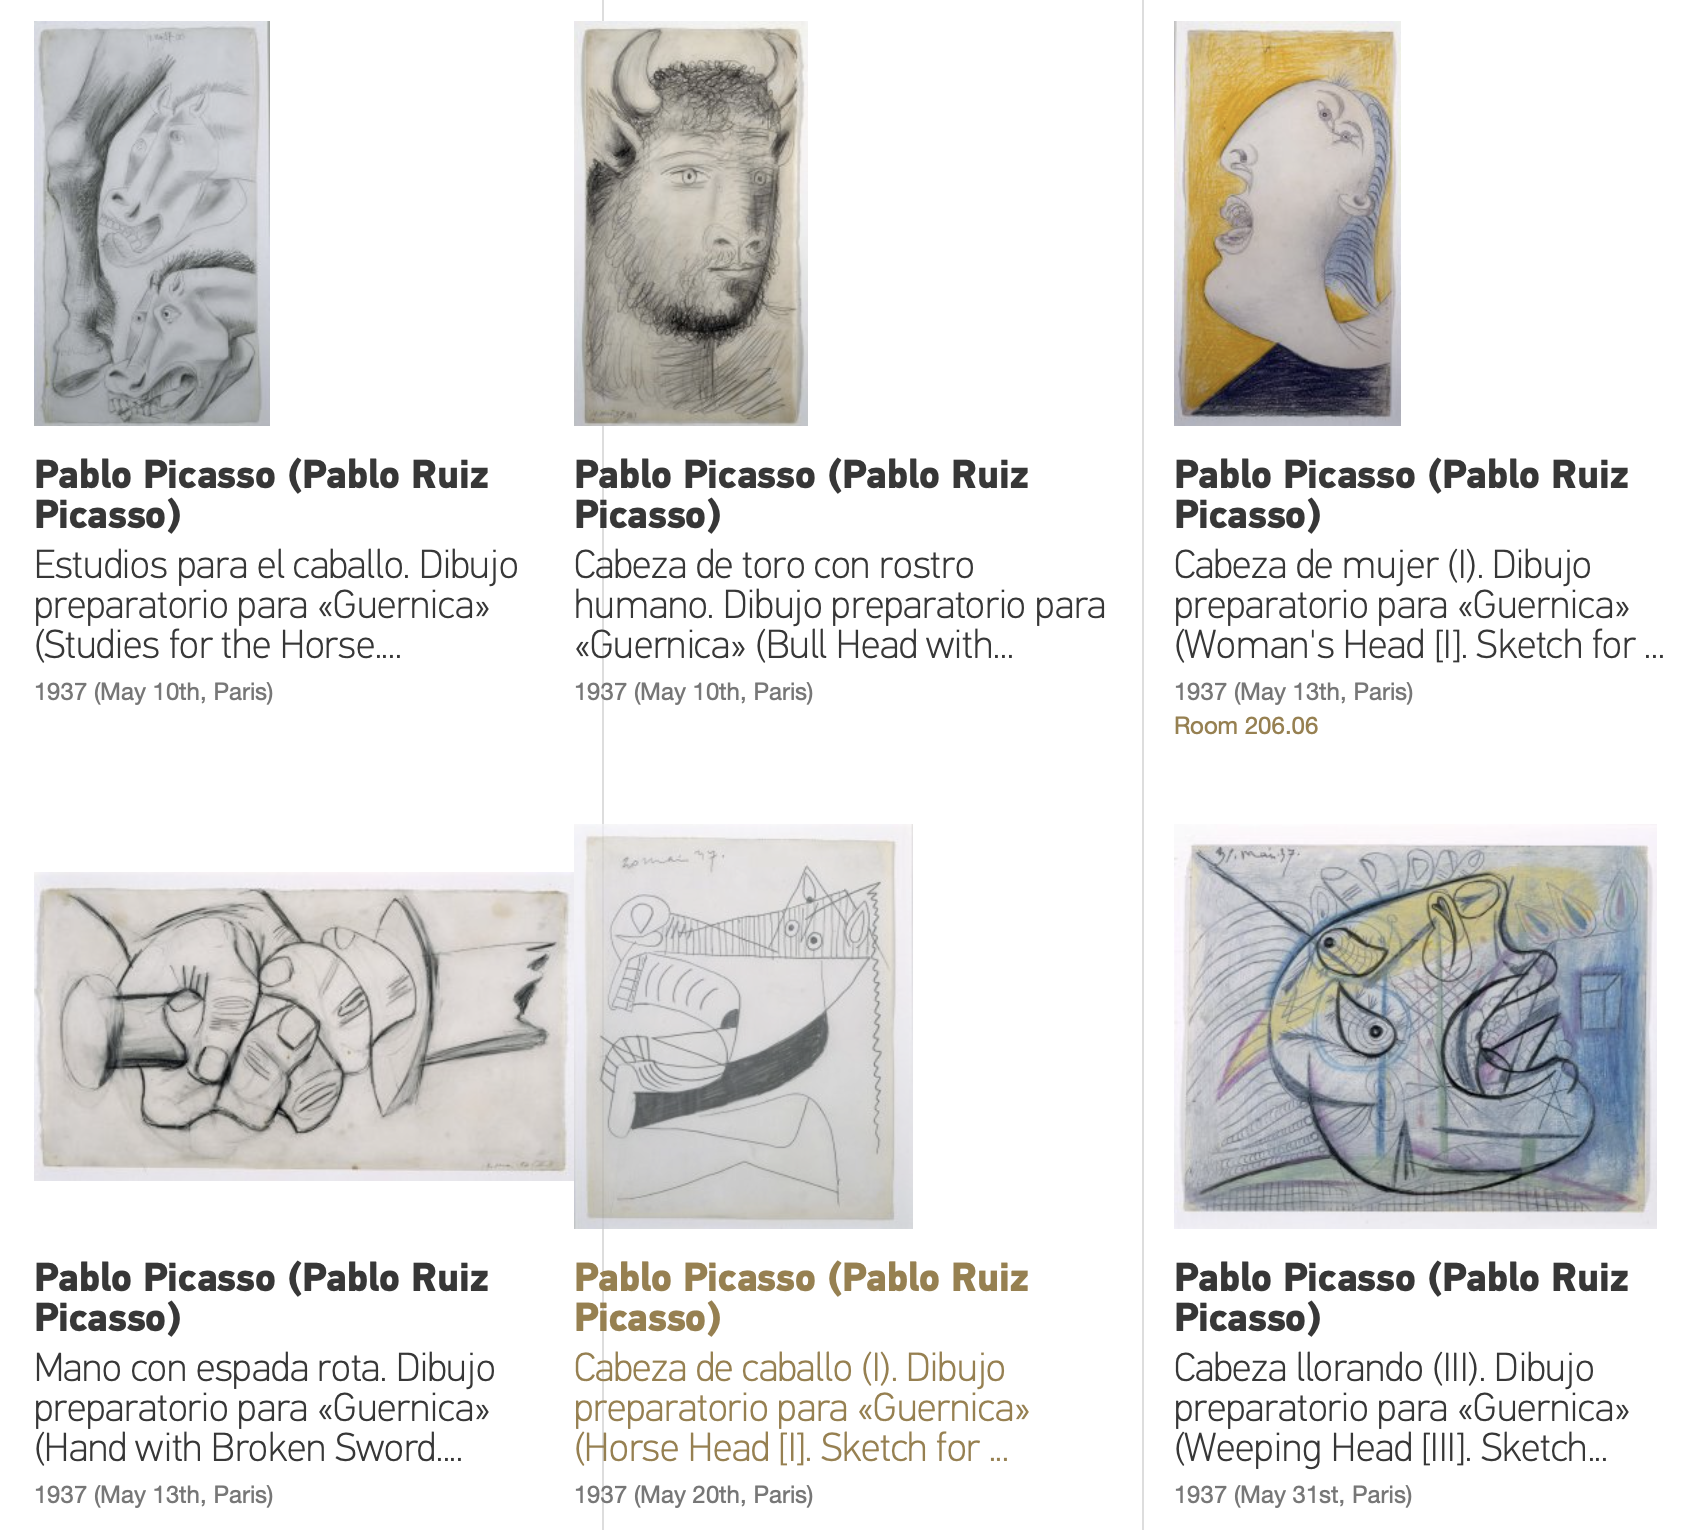 Pablo Picasso (Pablo Ruiz
Picasso)
Estudios para el caballo. Dibujo
preparatorio para «Guernica»
(Studies for the Horse....
1937 (May 10th, Paris)
Pablo Picasso (Pablo Ruiz
Picasso)
Cabeza de toro con rostro
humano. Dibujo preparatorio para
«Guernica» (Bull Head with...
1937 (May 10th, Paris)
Pablo Picasso (Pablo Ruiz
Picasso)
Cabeza de mujer (I). Dibujo
preparatorio para «Guernica»
(Woman's Head [I]. Sketch for ...
1937 (May 13th, Paris)
Room 206.06
Pablo Picasso (Pablo Ruiz
Picasso)
Mano con espada rota. Dibujo
preparatorio para «Guernica»
(Hand with Broken Sword....
1937 (May 13th, Paris)
20 mai 37.
Pablo Picasso (Pablo Ruiz
Picasso)
Cabeza de caballo (I). Dibujo
preparatorio para «Guernica»
(Horse Head [I]. Sketch for ...
1937 (May 20th, Paris)
31. mai. 37.
Pablo Picasso (Pablo Ruiz
Picasso)
Cabeza llorando (III). Dibujo
preparatorio para «Guernica»
(Weeping Head [III]. Sketch...
1937 (May 31st, Paris)